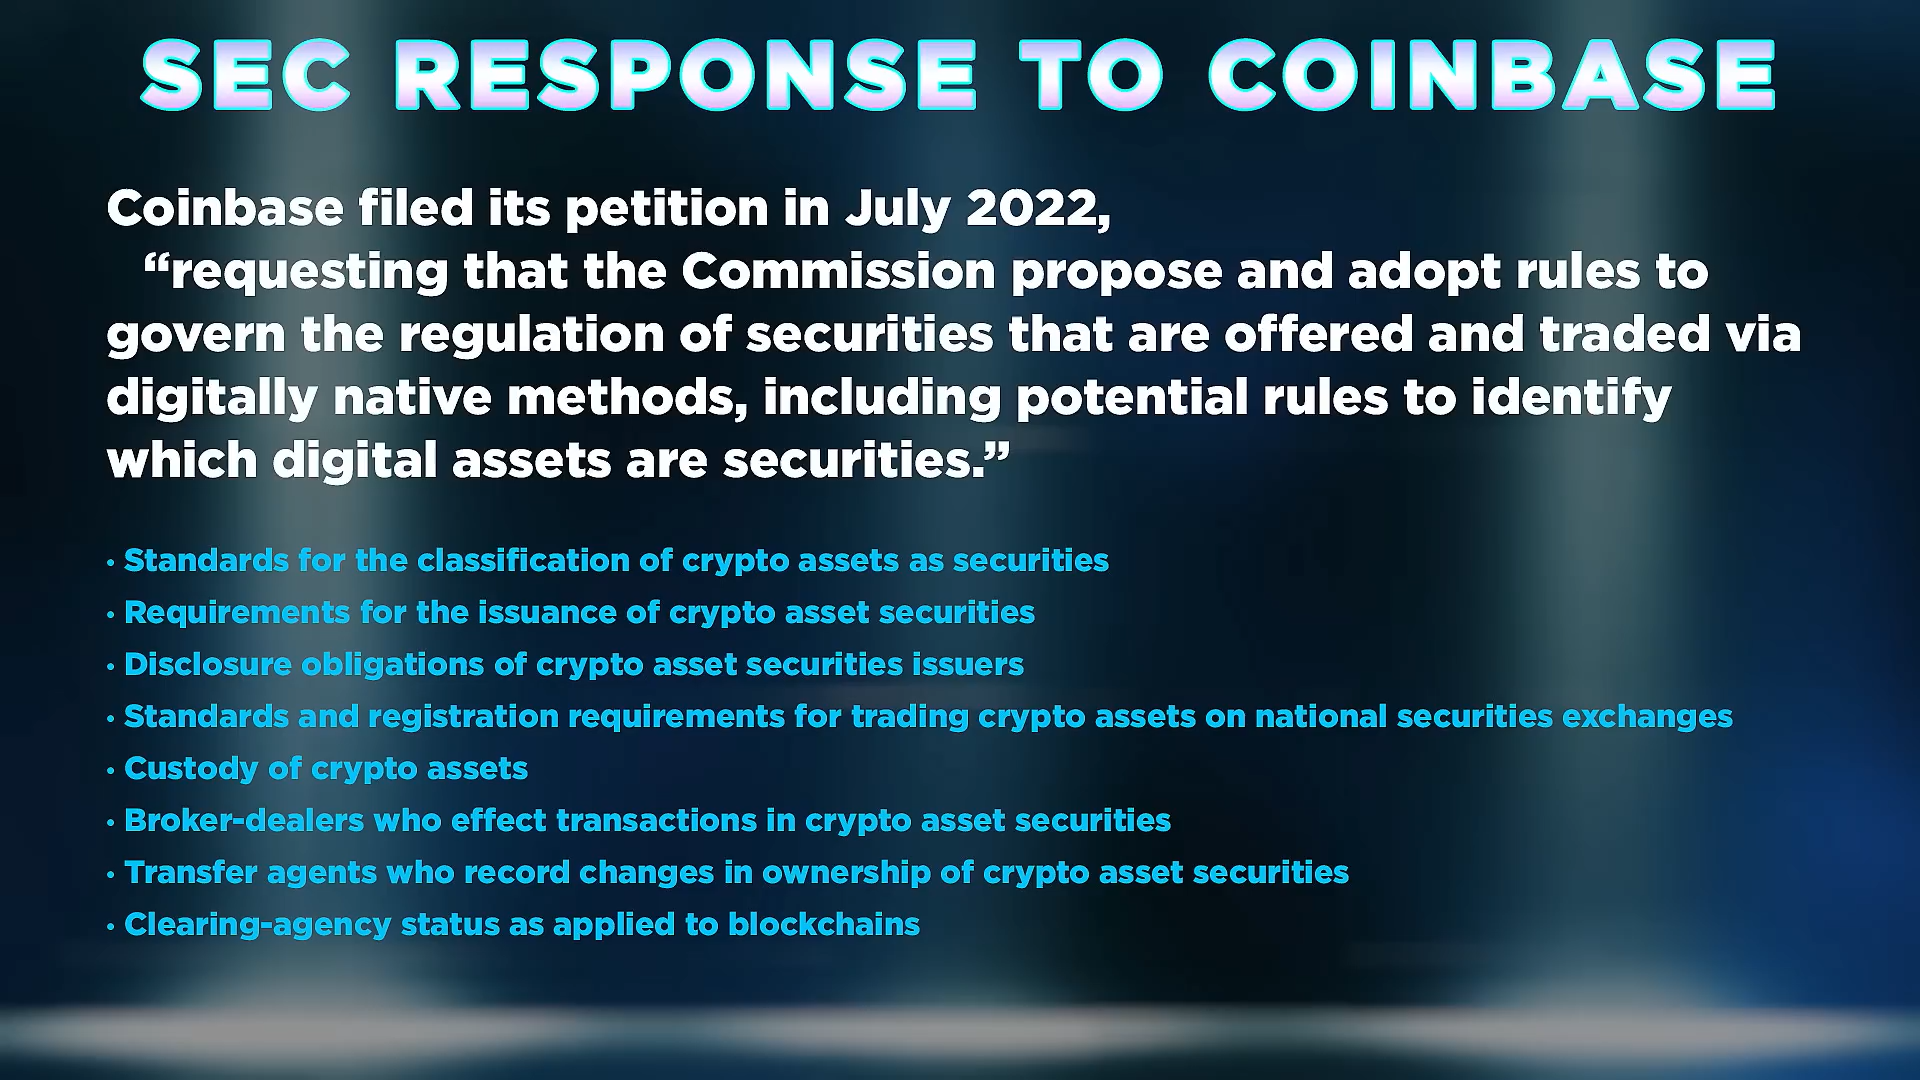 SEC RESPONSE TO COINBASE
Coinbase filed its petition in July 2022,
“requesting that the Commission propose and adopt rules to
govern the regulation of securities that are offered and traded via
digitally native methods, including potential rules to identify
which digital assets are securities.”
· Standards for the classification of crypto assets as securities
· Requirements for the issuance of crypto asset securities
· Disclosure obligations of crypto asset securities issuers
· Standards and registration requirements for trading crypto assets on national securities exchanges
· Custody of crypto assets
· Broker-dealers who effect transactions in crypto asset securities
· Transfer agents who record changes in ownership of crypto asset securities
· Clearing-agency status as applied to blockchains